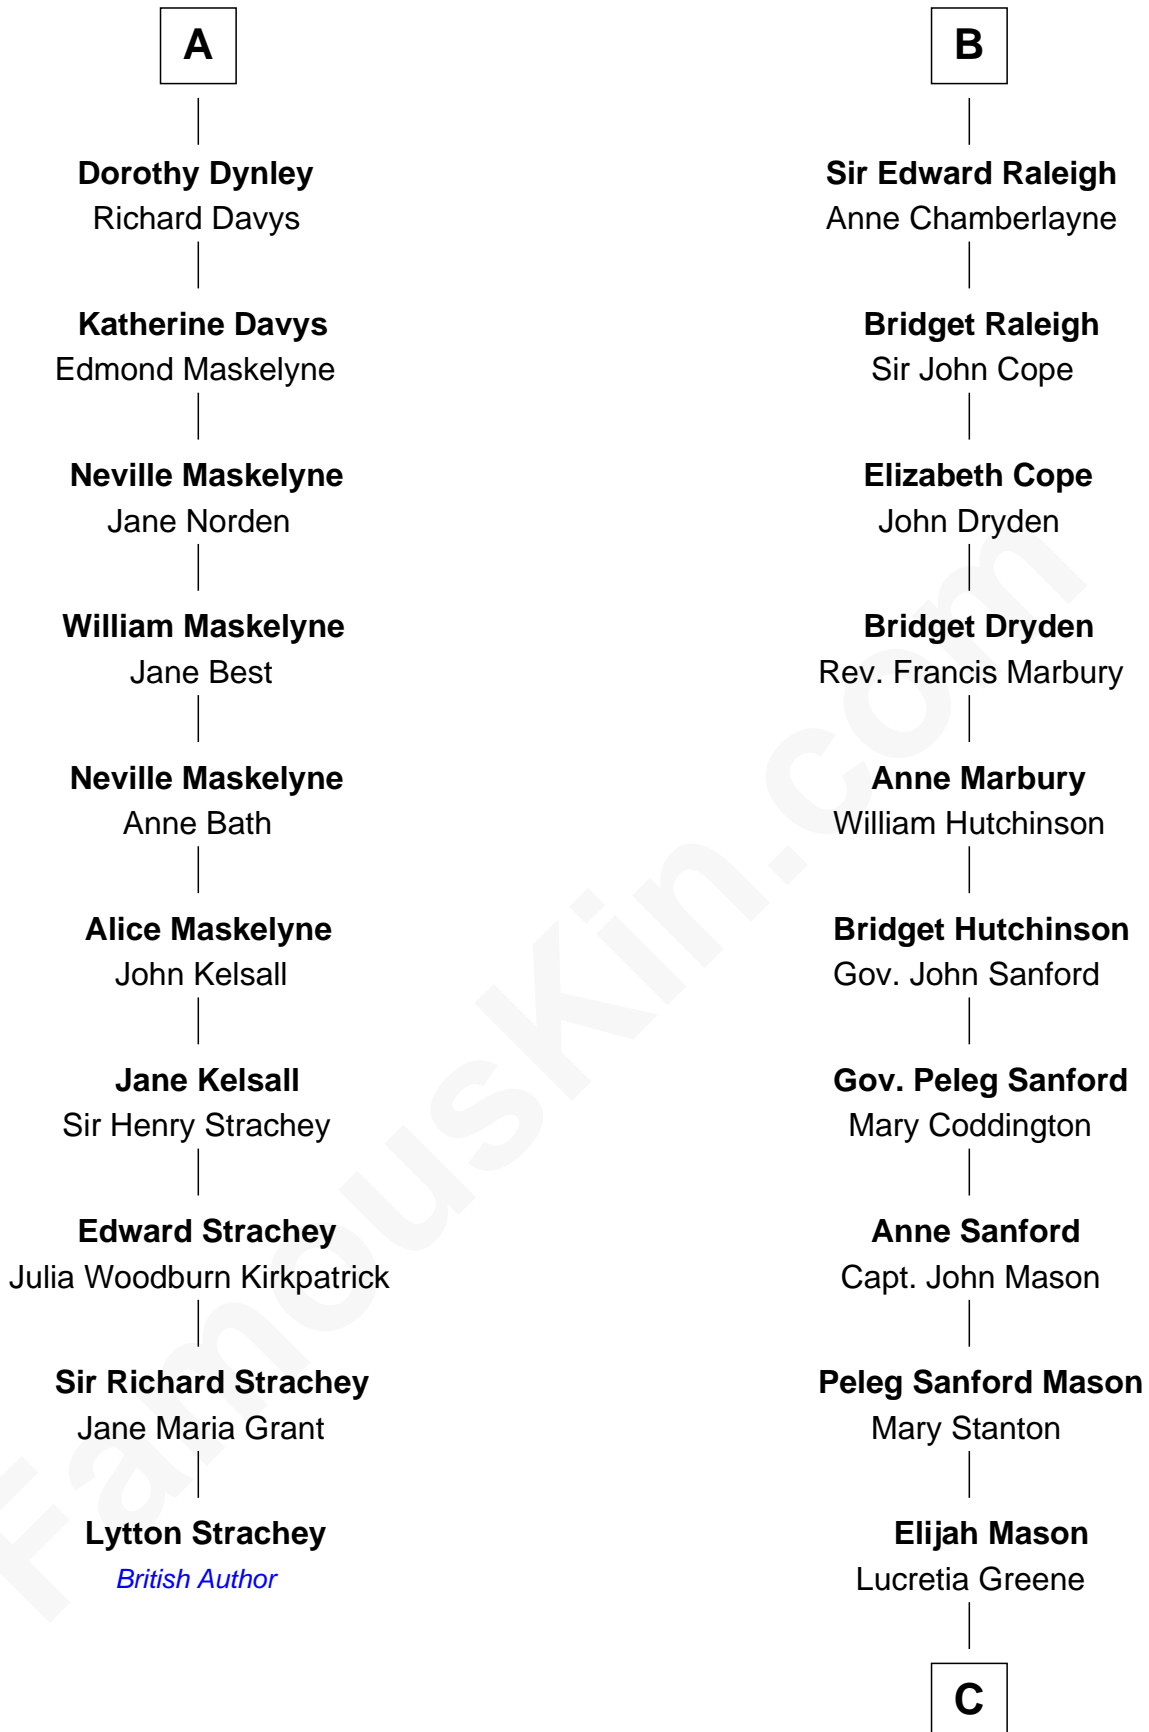 A
Dorothy Dynley
Richard Davys
Katherine Davys
Edmond Maskelyne
Neville Maskelyne
Jane Norden
William Maskelyne
Jane Best
Neville Maskelyne
Anne Bath
Alice Maskelyne
John Kelsall
Jane Kelsall
Sir Henry Strachey
Edward Strachey
Julia Woodburn Kirkpatrick
Sir Richard Strachey
Jane Maria Grant
Lytton Strachey
British Author
B
Sir Edward Raleigh
Anne Chamberlayne
Bridget Raleigh
Sir John Cope
Elizabeth Cope
John Dryden
Bridget Dryden
Rev. Francis Marbury
Anne Marbury
William Hutchinson
Bridget Hutchinson
Gov. John Sanford
Gov. Peleg Sanford
Mary Coddington
Anne Sanford
Capt. John Mason
Peleg Sanford Mason
Mary Stanton
Elijah Mason
Lucretia Greene
C
FamousKin.com